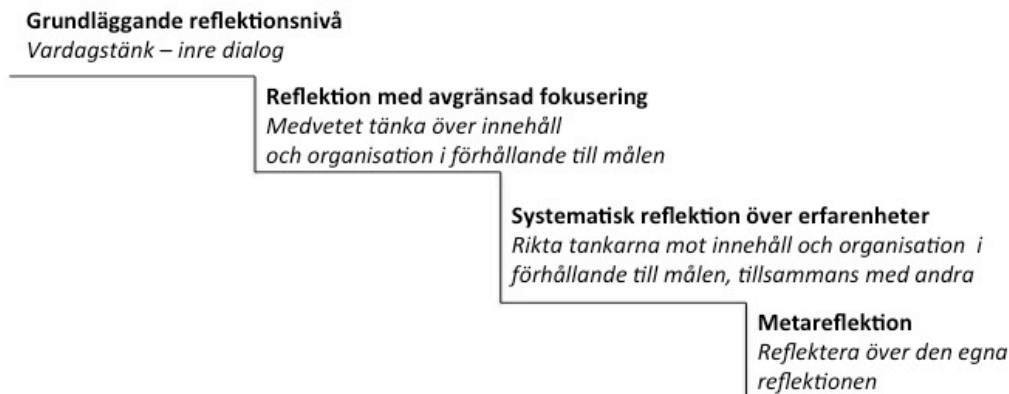 Grundläggande reflektionsnivå
Vardagstänk – inre dialog
Reflektion med avgränsad fokusering
Medvetet tänka över innehåll
och organisation i förhållande till målen
Systematisk reflektion över erfarenheter
Rikta tankarna mot innehåll och organisation i
förhållande till målen, tillsammans med andra
Metareflektion
Reflektera över den egna
reflektionen